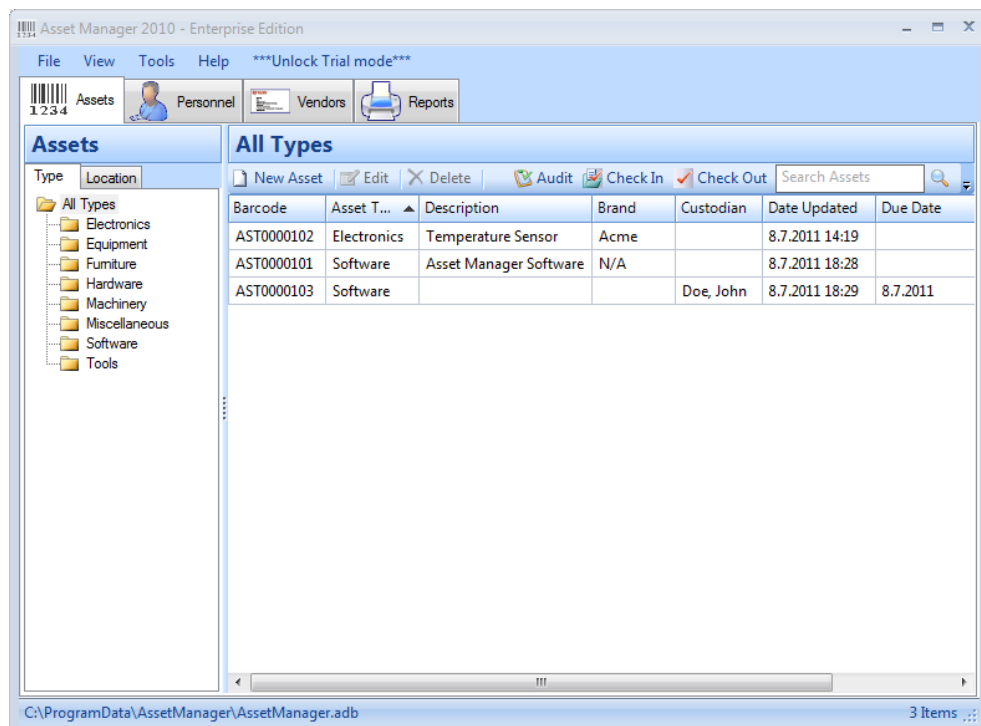 Asset Manager 2010 - Enterprise Edition
File View Tools Help ***Unlock Trial mode***
1234 Assets Personnel Vendors Reports
Assets All Types
Type Location New Asset Edit Delete Audit Check In Check Out Search Assets
Barcode Asset T... Description Brand Custodian Date Updated Due Date
AST0000102 Electronics Temperature Sensor Acme 8.7.2011 14:19
AST0000101 Software Asset Manager Software N/A 8.7.2011 18:28
AST0000103 Software Doe, John 8.7.2011 18:29 8.7.2011
All Types
Electronics
Equipment
Furniture
Hardware
Machinery
Miscellaneous
Software
Tools
C:\ProgramData\AssetManager\AssetManager.adb 3 Items